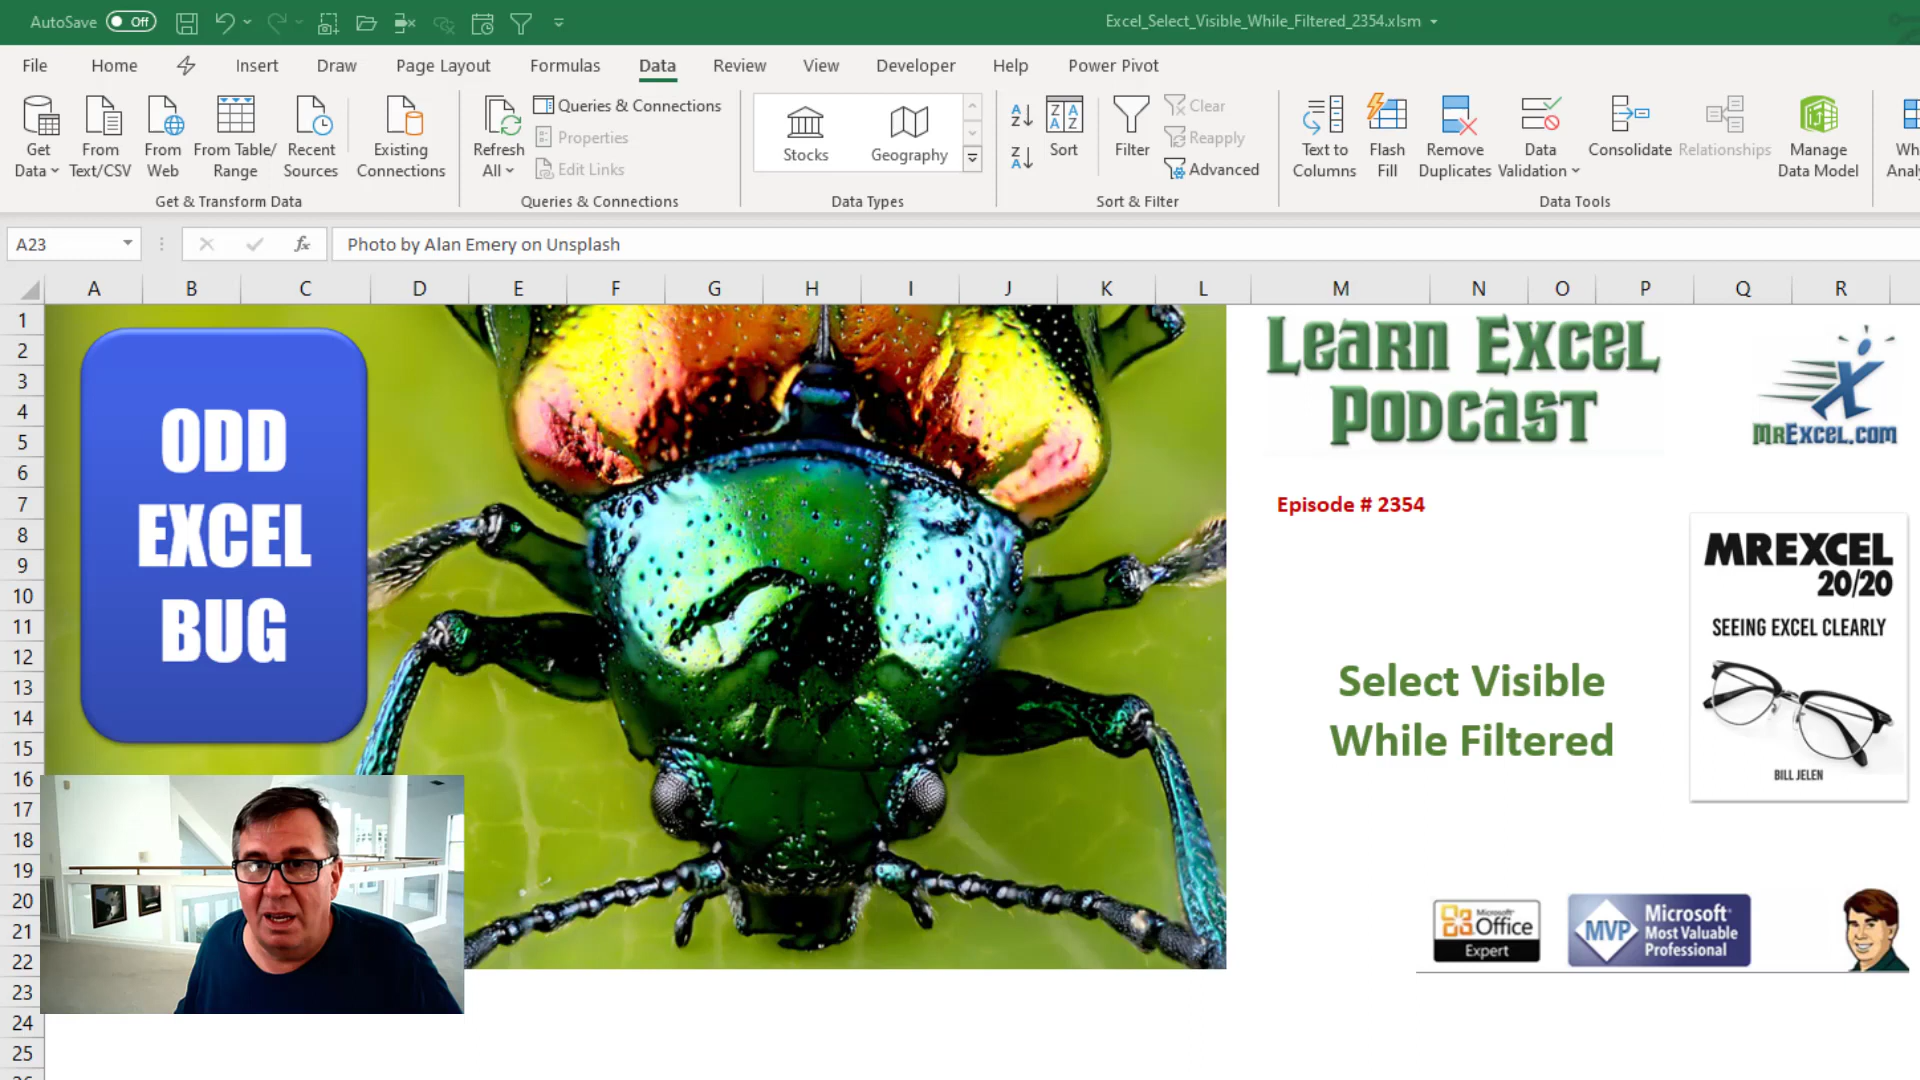 AutoSave Off
Excel_Select_Visible_While_Filtered_2354.xlsm
File Home Insert Draw Page Layout Formulas Data Review View Developer Help Power Pivot
Get Data
From Text/CSV
From Web
From Table/ Range
Recent Sources
Existing Connections
Get & Transform Data
Refresh All
Queries & Connections
Properties
Edit Links
Queries & Connections
Stocks
Geography
Data Types
Sort
Filter
Clear
Reapply
Advanced
Sort & Filter
Text to Columns
Flash Fill
Remove Duplicates
Data Validation
Consolidate
Relationships
Manage Data Model
Data Tools
A23
fx
Photo by Alan Emery on Unsplash
A B C D E F G H I J K L M N O P Q R
1
2
3
4
5
6
7
8
9
10
11
12
13
14
15
16
17
18
19
20
21
22
23
24
25
ODD
EXCEL
BUG
Learn Excel
Podcast
MrExcel.com
Episode # 2354
Select Visible
While Filtered
MREXCEL
20/20
SEEING EXCEL CLEARLY
BILL JELEN
Microsoft
Office
Expert
MVP
Microsoft
Most Valuable
Professional